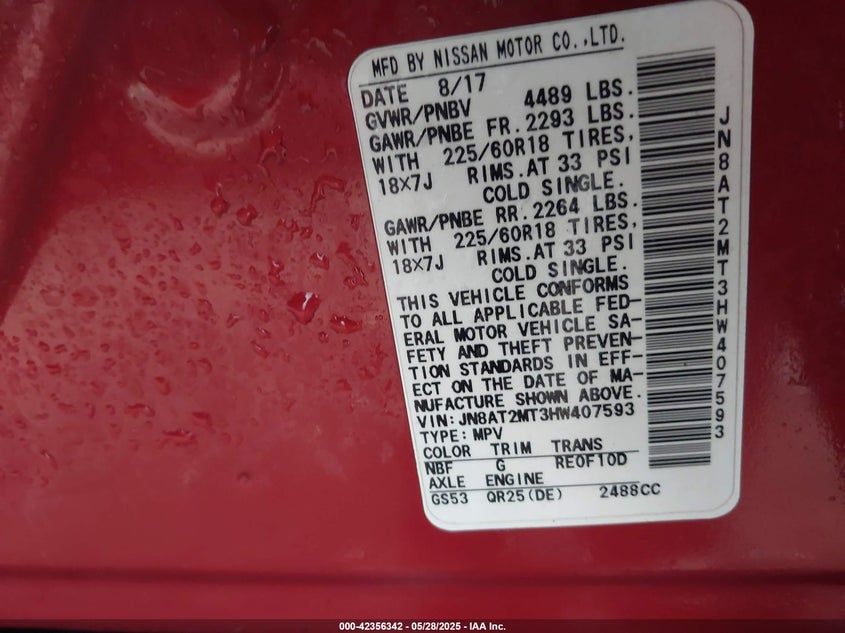 MFD BY NISSAN MOTOR CO.,LTD.
DATE 8/17
GVWR/PNBV 4489 LBS.
GAWR/PNBE FR. 2293 LBS.
WITH 225/60R18 TIRES,
18X7J RIMS. AT 33 PSI
COLD SINGLE.
GAWR/PNBE RR. 2264 LBS.
WITH 225/60R18 TIRES,
18X7J RIMS. AT 33 PSI
COLD SINGLE.
THIS VEHICLE CONFORMS
TO ALL APPLICABLE FED-
ERAL MOTOR VEHICLE SA-
FETY AND THEFT PREVEN-
TION STANDARDS IN EFF-
ECT ON THE DATE OF MA-
NUFACTURE SHOWN ABOVE.
VIN: JN8AT2MT3HW407593
TYPE: MPV
COLOR TRIM TRANS
NBF G RE0F10D
AXLE ENGINE
GS53 QR25(DE) 2488CC
JN8AT2MT3HW407593
000-42356342 | 05/28/2025 - IAA Inc.